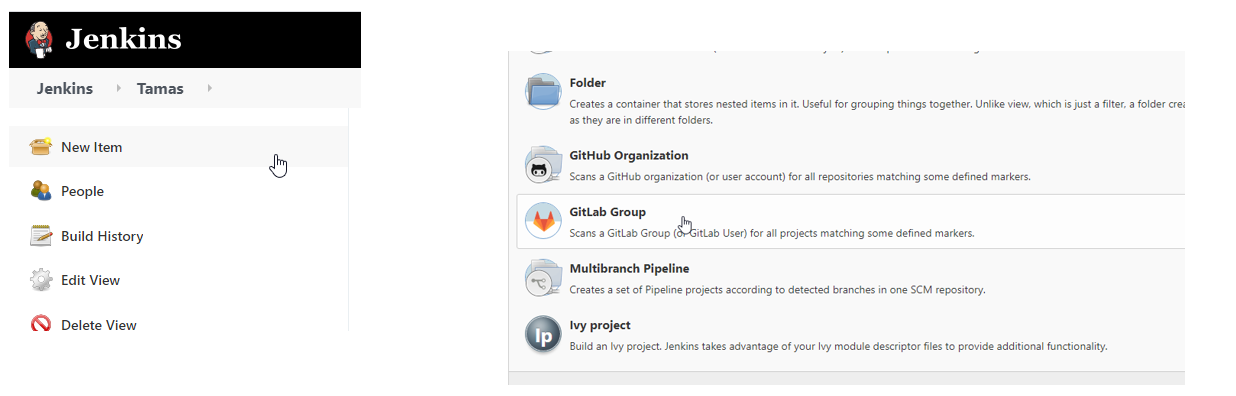 Jenkins
Jenkins
Tamas
New Item
People
Build History
Edit View
Delete View
Folder
Creates a container that stores nested items in it. Useful for grouping things together. Unlike view, which is just a filter, a folder
as they are in different folders.
GitHub Organization
Scans a GitHub organization (or user account) for all repositories matching some defined markers.
GitLab Group
Scans a GitLab Group (or GitLab User) for all projects matching some defined markers.
Multibranch Pipeline
Creates a set of Pipeline projects according to detected branches in one SCM repository.
Ivy project
Ip
Build an Ivy project. Jenkins takes advantage of your Ivy module descriptor files to provide additional functionality.